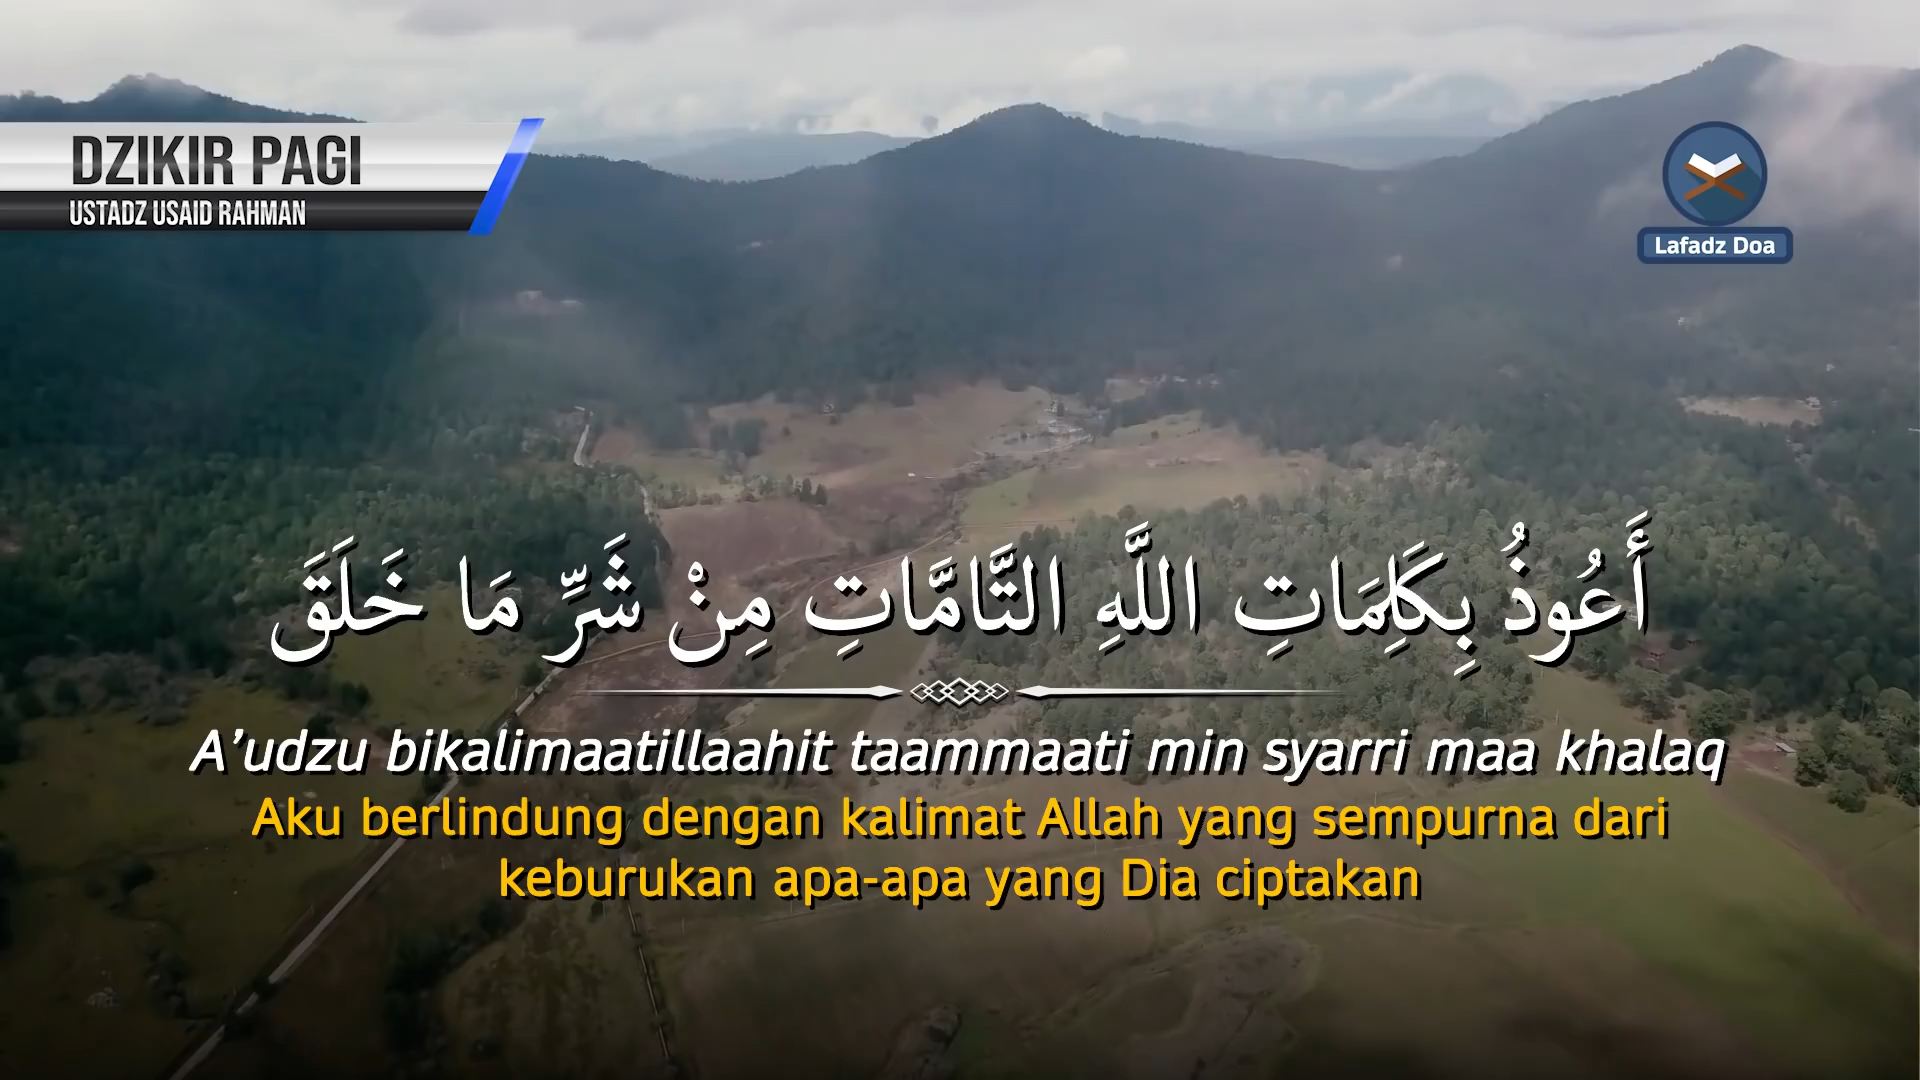 DZIKIR PAGI
USTADZ USAID RAHMAN
Lafadz Doa
أَعُوذُ بِكَلِمَاتِ اللَّهِ التَّامَّاتِ مِنْ شَرِّ مَا خَلَقَ
A’udzu bikalimaatillaahit taammaati min syarri maa khalaq
Aku berlindung dengan kalimat Allah yang sempurna dari
keburukan apa-apa yang Dia ciptakan